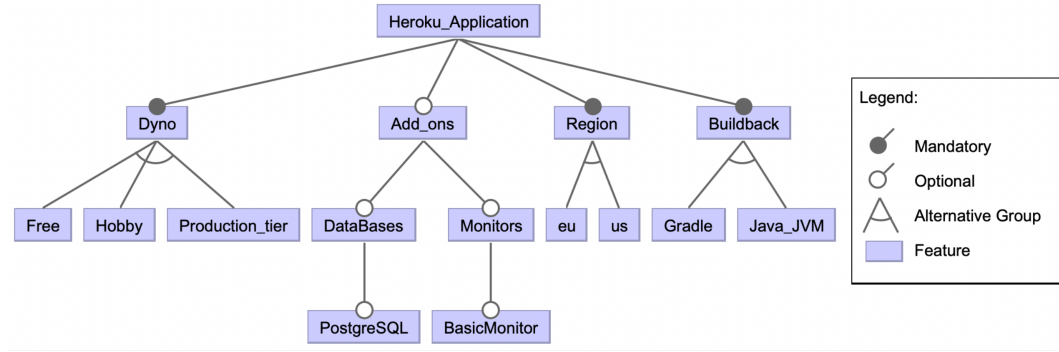 Heroku_Application
Legend:
Dyno
Add_ons
Region
Buildback
Mandatory
Optional
Free
Hobby
Production_tier
DataBases
Monitors
eu
us
Gradle
Java_JVM
Alternative Group
Feature
PostgreSQL
BasicMonitor